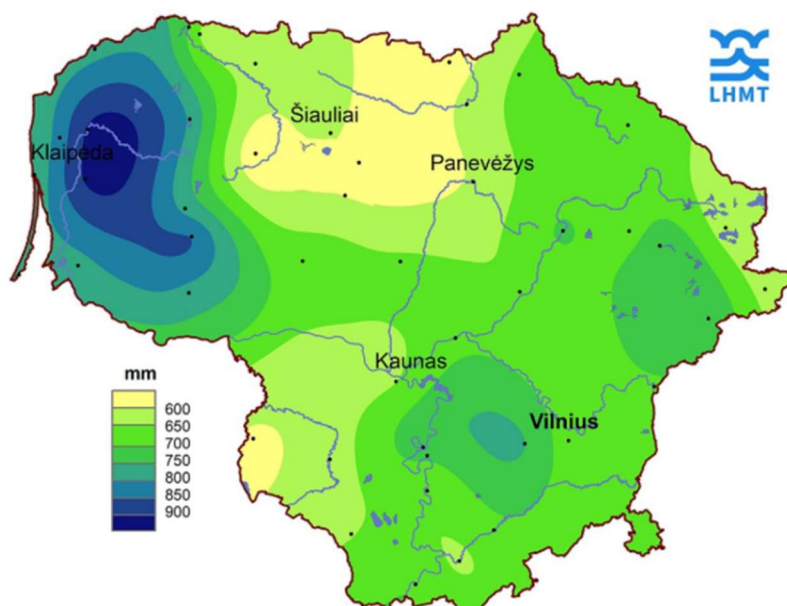 LHMT
Šiauliai
Klaipėda
Panevėžys
Kaunas
mm
600
650
700
750
800
850
900
Vilnius